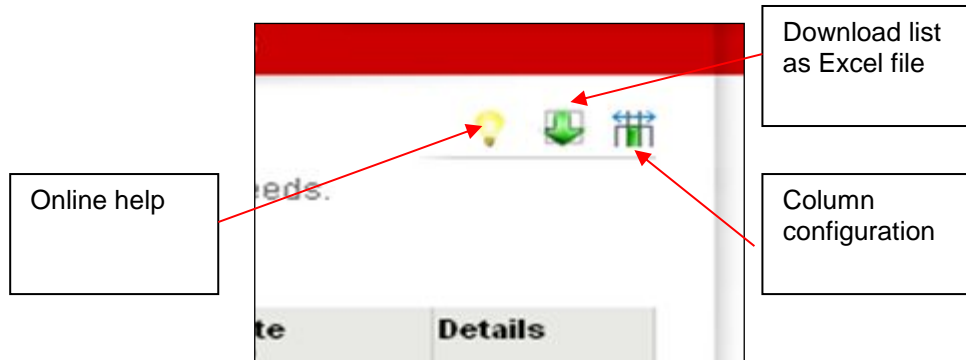 Download list
as Excel file
Online help
eeds.
Column
configuration
te
Details